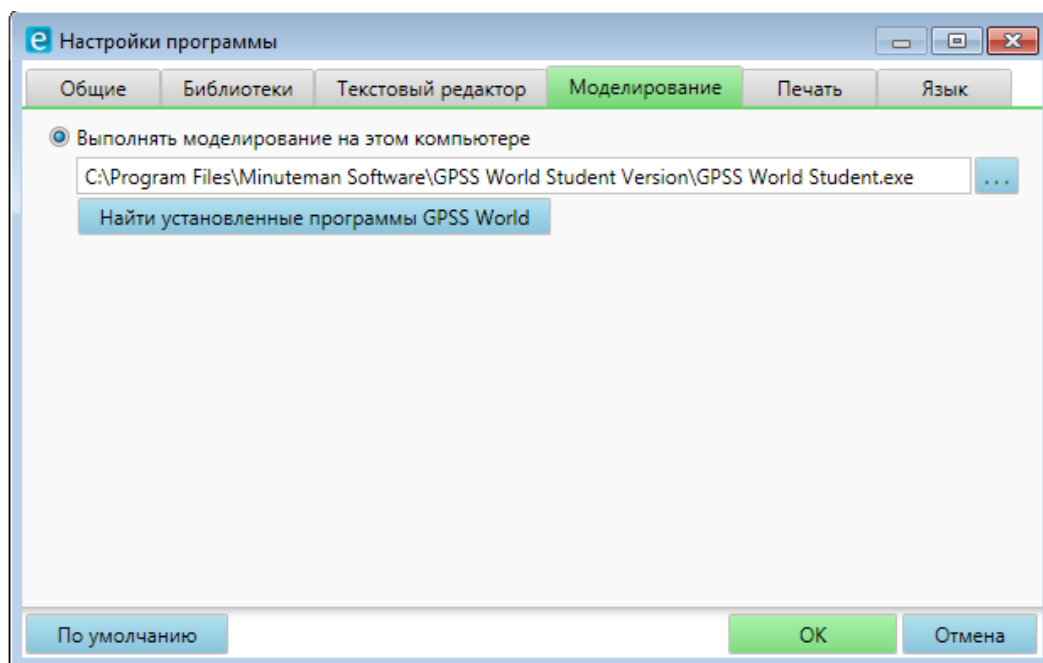 e Настройки программы
Общие Библиотеки Текстовый редактор Моделирование Печать Язык
Выполнять моделирование на этом компьютере
C:\Program Files\Minuteman Software\GPSS World Student Version\GPSS World Student.exe ...
Найти установленные программы GPSS World
По умолчанию OK Отмена